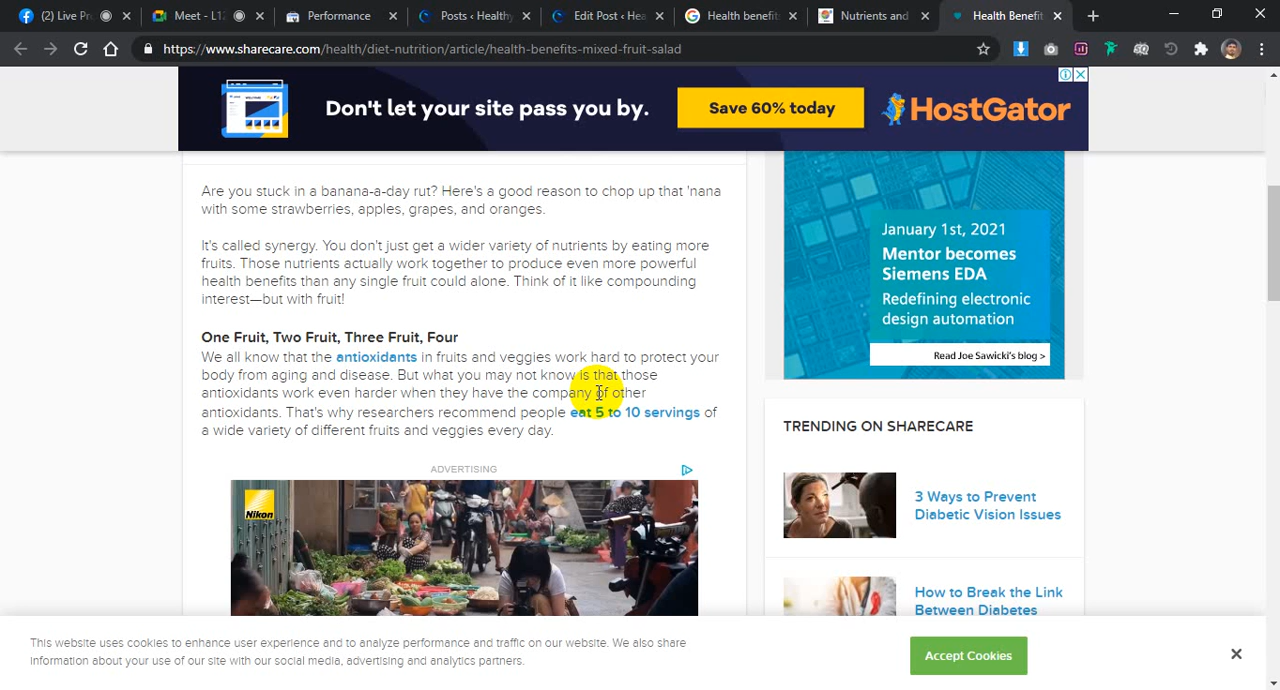 (2) Live Pr
Meet - L12
Performance
Posts ‹ Healthy
Edit Post ‹ Hea
Health benefit
Nutrients and
Health Benefit
https://www.sharecare.com/health/diet-nutrition/article/health-benefits-mixed-fruit-salad
Don't let your site pass you by.
Save 60% today
HostGator
Are you stuck in a banana-a-day rut? Here's a good reason to chop up that 'nana
with some strawberries, apples, grapes, and oranges.
It's called synergy. You don't just get a wider variety of nutrients by eating more
fruits. Those nutrients actually work together to produce even more powerful
health benefits than any single fruit could alone. Think of it like compounding
interest—but with fruit!
One Fruit, Two Fruit, Three Fruit, Four
We all know that the antioxidants in fruits and veggies work hard to protect your
body from aging and disease. But what you may not know is that those
antioxidants work even harder when they have the company of other
antioxidants. That's why researchers recommend people eat 5 to 10 servings of
a wide variety of different fruits and veggies every day.
ADVERTISING
Nikon
January 1st, 2021
Mentor becomes
Siemens EDA
Redefining electronic
design automation
Read Joe Sawicki's blog >
TRENDING ON SHARECARE
3 Ways to Prevent
Diabetic Vision Issues
How to Break the Link
Between Diabetes
This website uses cookies to enhance user experience and to analyze performance and traffic on our website. We also share
information about your use of our site with our social media, advertising and analytics partners.
Accept Cookies